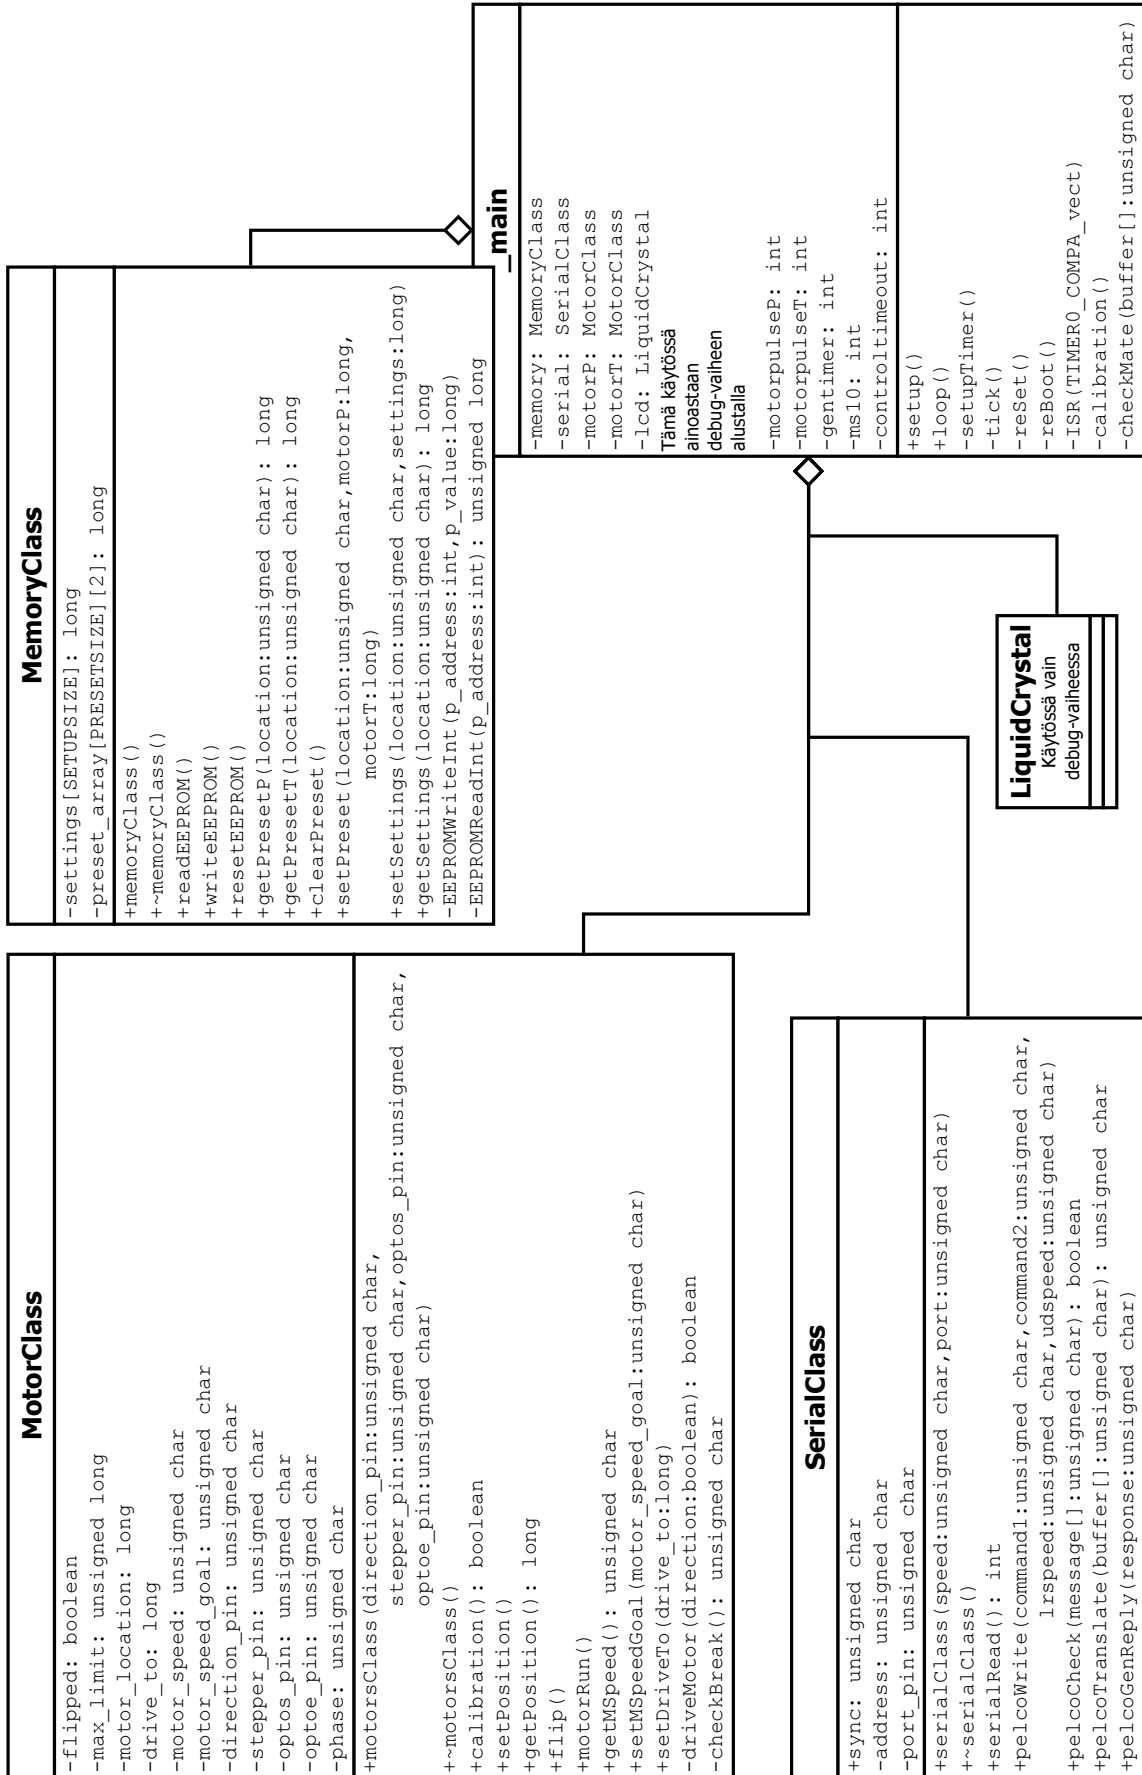 MotorClass
-flipped: boolean
-max_limit: unsigned long
-motor_location: long
-drive_to: long
-motor_speed: unsigned char
-motor_speed_goal: unsigned char
-direction_pin: unsigned char
-stepper_pin: unsigned char
-optos_pin: unsigned char
-optoe_pin: unsigned char
-phase: unsigned char
+motorsClass(direction_pin:unsigned char,
stepper_pin:unsigned char,optos_pin:unsigned char,
optoe_pin:unsigned char)
+~motorsClass()
+calibration(): boolean
+setPosition()
+getPosition(): long
+flip()
+motorRun()
+getMSpeed(): unsigned char
+setMSpeedGoal(motor_speed_goal:unsigned char)
+setDriveTo(drive_to:long)
-driveMotor(direction:boolean): boolean
-checkBreak(): unsigned char
MemoryClass
-settings[SETUPSIZE]: long
-preset_array[PRESETSIZE][2]: long
+memoryClass()
+~memoryClass()
+readEEPROM()
+writeEEPROM()
+resetEEPROM()
+getPresetP(location:unsigned char): long
+getPresetT(location:unsigned char): long
+clearPreset()
+setPreset(location:unsigned char,motorP:long,
motorT:long)
+setSettings(location:unsigned char,settings:long)
+getSettings(location:unsigned char): long
-EEPROMWriteInt(p_address:int,p_value:long)
-EEPROMReadInt(p_address:int): unsigned long
_main
-memory: MemoryClass
-serial: SerialClass
-motorP: MotorClass
-motorT: MotorClass
-lcd: LiquidCrystal
Tämä käytössä
ainoastaan
debug-vaiheen
alustalla
-motorpulseP: int
-motorpulseT: int
-gentimer: int
-ms10: int
-controltimeout: int
+setup()
+loop()
-setupTimer()
-tick()
-reSet()
-reBoot()
-ISR(TIMER0_COMPA_vect)
-calibration()
-checkMate(buffer[]:unsigned char)
SerialClass
+sync: unsigned char
-address: unsigned char
-port_pin: unsigned char
+serialClass(speed:unsigned char,port:unsigned char)
+~serialClass()
+serialRead(): int
+pelcoWrite(command1:unsigned char,command2:unsigned char,
lrspeed:unsigned char,udspeed:unsigned char)
+pelcoCheck(message[]:unsigned char): boolean
+pelcoTranslate(buffer[]:unsigned char): unsigned char
+pelcoGenReply(response:unsigned char)
LiquidCrystal
Käytössä vain
debug-vaiheessa